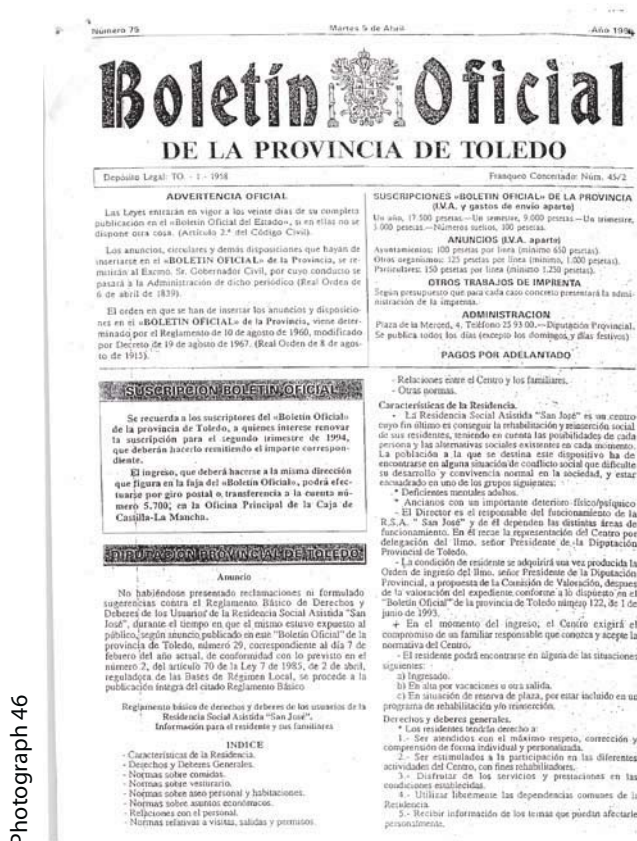 Número 79
Martes 5 de Abril
Año 199
Boletín Oficial
DE LA PROVINCIA DE TOLEDO
Depósito Legal: TO. - 1 - 1958
Franqueo Concertado: Núm. 45/2
ADVERTENCIA OFICIAL
Las Leyes entrarán en vigor a los veinte días de su completa
publicación en el «Boletín Oficial del Estado», si en ellas no se
dispone otra cosa. (Artículo 2.º del Código Civil).
Los anuncios, circulares y demás disposiciones que hayan de
insertarse en el «BOLETIN OFICIAL» de la Provincia, se re-
mitirán al Excmo. Sr. Gobernador Civil, por cuyo conducto se
pasará a la Administración de dicho periódico (Real Orden de
6 de abril de 1839).
El orden en que se han de insertar los anuncios y disposicio-
nes en el «BOLETIN OFICIAL» de la Provincia, viene deter-
minado por el Reglamento de 10 de agosto de 1960, modificado
por Decreto de 19 de agosto de 1967. (Real Orden de 8 de agos-
to de 1915).
SUSCRIPCIONES «BOLETIN OFICIAL» DE LA PROVINCIA
(I.V.A. y gastos de envío aparte)
Un año, 17.500 pesetas.—Un semestre, 9.000 pesetas.—Un trimestre,
5.000 pesetas.—Números sueltos, 100 pesetas.
ANUNCIOS (I.V.A. aparte)
Ayuntamientos: 100 pesetas por línea (mínimo 650 pesetas).
Otros organismos: 125 pesetas por línea (mínimo, 1.000 pesetas).
Particulares: 150 pesetas por línea (mínimo 1.250 pesetas).
OTROS TRABAJOS DE IMPRENTA
Según presupuesto que para cada caso concreto presentará la admi-
nistración de la imprenta.
ADMINISTRACION
Plaza de la Merced, 4. Teléfono 25 93 00.—Diputación Provincial.
Se publica todos los días (excepto los domingos y días festivos)
PAGOS POR ADELANTADO
SUSCRIPCION BOLETIN OFICIAL
Se recuerda a los suscriptores del «Boletín Oficial»
de la provincia de Toledo, a quienes interese renovar
la suscripción para el segundo trimestre de 1994,
que deberán hacerlo remitiendo el importe correspon-
diente.
El ingreso, que deberá hacerse a la misma dirección
que figura en la faja del «Boletín Oficial», podrá efec-
tuarse por giro postal o transferencia a la cuenta nú-
mero 5.700; en la Oficina Principal de la Caja de
Castilla-La Mancha.
DIPUTACION PROVINCIAL DE TOLEDO
Anuncio
No habiéndose presentado reclamaciones ni formulado
sugerencias contra el Reglamento Básico de Derechos y
Deberes de los Usuarios de la Residencia Social Asistida "San
José", durante el tiempo en que el mismo estuvo expuesto al
público, según anuncio publicado en este "Boletín Oficial" de la
provincia de Toledo, número 29, correspondiente al día 7 de
febrero del año actual, de conformidad con lo previsto en el
número 2, del artículo 70 de la Ley 7 de 1985, de 2 de abril,
reguladora de las Bases de Régimen Local, se procede a la
publicación íntegra del citado Reglamento Básico
Reglamento básico de derechos y deberes de los usuarios de la
Residencia Social Asistida "San José".
Información para el residente y sus familiares
INDICE
- Características de la Residencia.
- Derechos y Deberes Generales.
- Normas sobre comidas.
- Normas sobre vestuario.
- Normas sobre aseo personal y habitaciones.
- Normas sobre asuntos económicos.
- Relaciones con el personal.
- Normas relativas a visitas, salidas y permisos.
- Relaciones entre el Centro y los familiares.
- Otras normas.
Características de la Residencia.
- La Residencia Social Asistida "San José" es un centro
cuyo fin último es conseguir la rehabilitación y reinserción social
de sus residentes, teniendo en cuenta las posibilidades de cada
persona y las alternativas sociales existentes en cada momento.
La población a la que se destina este dispositivo ha de
encontrarse en alguna situación de conflicto social que dificulte
su desarrollo y convivencia normal en la sociedad, y estar
encuadrado en uno de los grupos siguientes:
* Deficientes mentales adultos.
* Ancianos con un importante deterioro físico/psíquico
- El Director es el responsable del funcionamiento de la
R.S.A. " San José" y de él dependen las distintas áreas de
funcionamiento. En él recae la representación del Centro por
delegación del Ilmo. señor Presidente de la Diputación
Provincial de Toledo.
- La condición de residente se adquirirá una vez producida la
Orden de ingreso del Ilmo. señor Presidente de la Diputación
Provincial, a propuesta de la Comisión de Valoración, después
de la valoración del expediente conforme a lo dispuesto en el
"Boletín Oficial" de la provincia de Toledo número 122, de 1 de
junio de 1993.
+ En el momento del ingreso, el Centro exigirá el
compromiso de un familiar responsable que conozca y acepte la
normativa del Centro.
- El residente podrá encontrarse en alguna de las situaciones
siguientes:
a) Ingresado.
b) En alta por vacaciones u otra salida.
c) En situación de reserva de plaza, por estar incluido en un
programa de rehabilitación y/o reinserción.
Derechos y deberes generales.
* Los residentes tendrán derecho a:
1.- Ser atendidos con el máximo respeto, corrección y
comprensión de forma individual y personalizada.
2.- Ser estimulados a la participación en las diferentes
actividades del Centro, con fines rehabilitadores.
3.- Disfrutar de los servicios y prestaciones en las
condiciones establecidas.
4.- Utilizar libremente las dependencias comunes de la
Residencia.
5.- Recibir información de los temas que puedan afectarle
personalmente.
Photograph 46